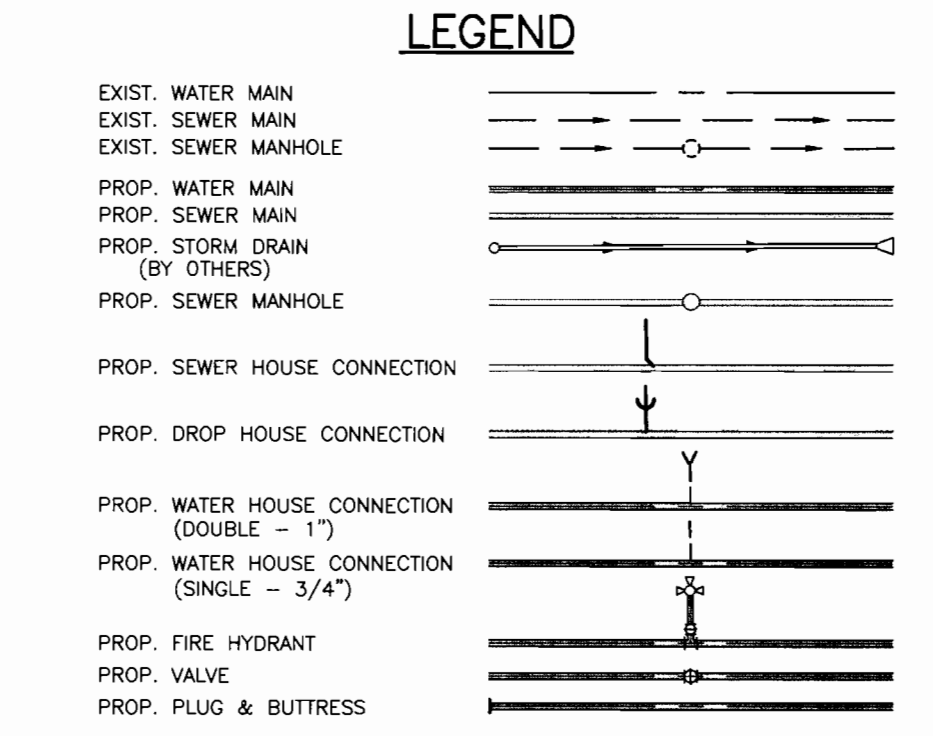 LEGEND
EXIST. WATER MAIN
EXIST. SEWER MAIN
EXIST. SEWER MANHOLE
PROP. WATER MAIN
PROP. SEWER MAIN
PROP. STORM DRAIN
(BY OTHERS)
PROP. SEWER MANHOLE
PROP. SEWER HOUSE CONNECTION
PROP. DROP HOUSE CONNECTION
PROP. WATER HOUSE CONNECTION
(DOUBLE – 1")
PROP. WATER HOUSE CONNECTION
(SINGLE – 3/4")
PROP. FIRE HYDRANT
PROP. VALVE
PROP. PLUG & BUTTRESS